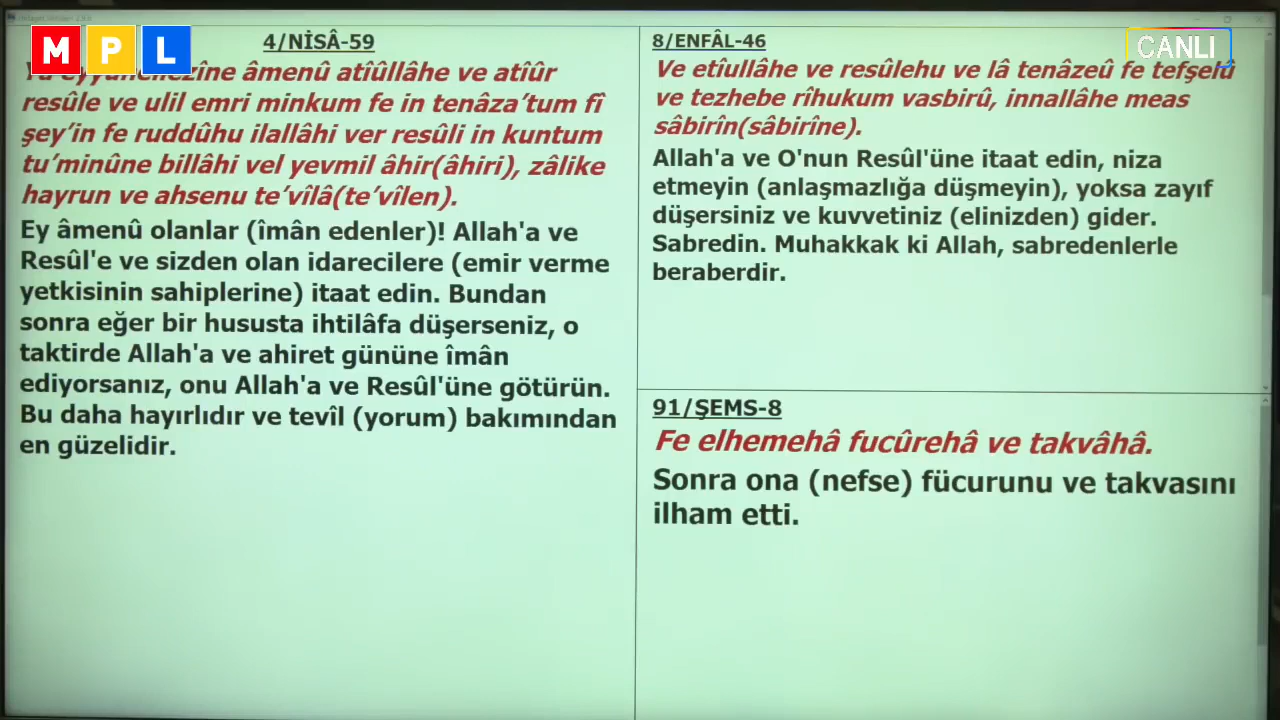 M P L
CANLI
4/NİSÂ-59
eyyuhellezîne âmenû atîûllâhe ve atîûr
resûle ve ulil emri minkum fe in tenâza’tum fî
şey’in fe ruddûhu ilallâhi ver resûli in kuntum
tu’minûne billâhi vel yevmil âhir(âhiri), zâlike
hayrun ve ahsenu te’vîlâ(te’vîlen).
Ey âmenû olanlar (îmân edenler)! Allah'a ve
Resûl'e ve sizden olan idarecilere (emir verme
yetkisinin sahiplerine) itaat edin. Bundan
sonra eğer bir hususta ihtilâfa düşerseniz, o
taktirde Allah'a ve ahiret gününe îmân
ediyorsanız, onu Allah'a ve Resûl'üne götürün.
Bu daha hayırlıdır ve tevîl (yorum) bakımından
en güzelidir.
8/ENFÂL-46
Ve etîullâhe ve resûlehu ve lâ tenâzeû fe tefşelû
ve tezhebe rîhukum vasbirû, innallâhe meas
sâbirîn(sâbirîne).
Allah'a ve O'nun Resûl'üne itaat edin, niza
etmeyin (anlaşmazlığa düşmeyin), yoksa zayıf
düşersiniz ve kuvvetiniz (elinizden) gider.
Sabredin. Muhakkak ki Allah, sabredenlerle
beraberdir.
91/ŞEMS-8
Fe elhemehâ fucûrehâ ve takvâhâ.
Sonra ona (nefse) fücurunu ve takvasını
ilham etti.